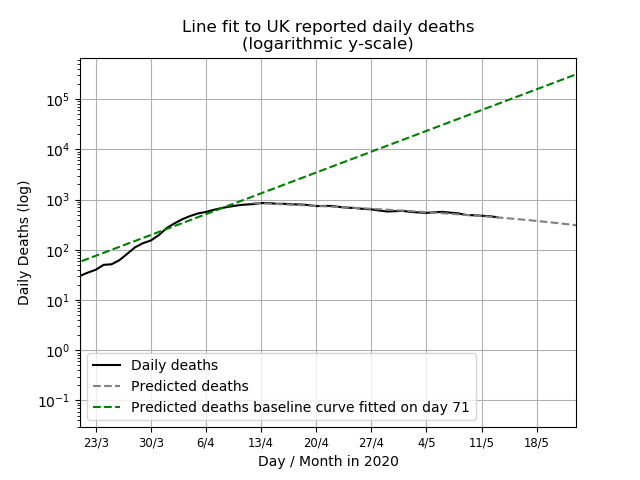 Line fit to UK reported daily deaths
(logarithmic y-scale)
Daily Deaths (log)
10⁵
10⁴
10³
10²
10¹
10⁰
10⁻¹
Daily deaths
Predicted deaths
Predicted deaths baseline curve fitted on day 71
23/3 30/3 6/4 13/4 20/4 27/4 4/5 11/5 18/5
Day / Month in 2020